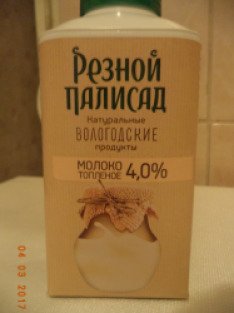 Резной
палисад
Натуральные
ВОЛОГОДСКИЕ
продукты
МОЛОКО
ТОПЛЕНОЕ 4,0%
04 03 2017